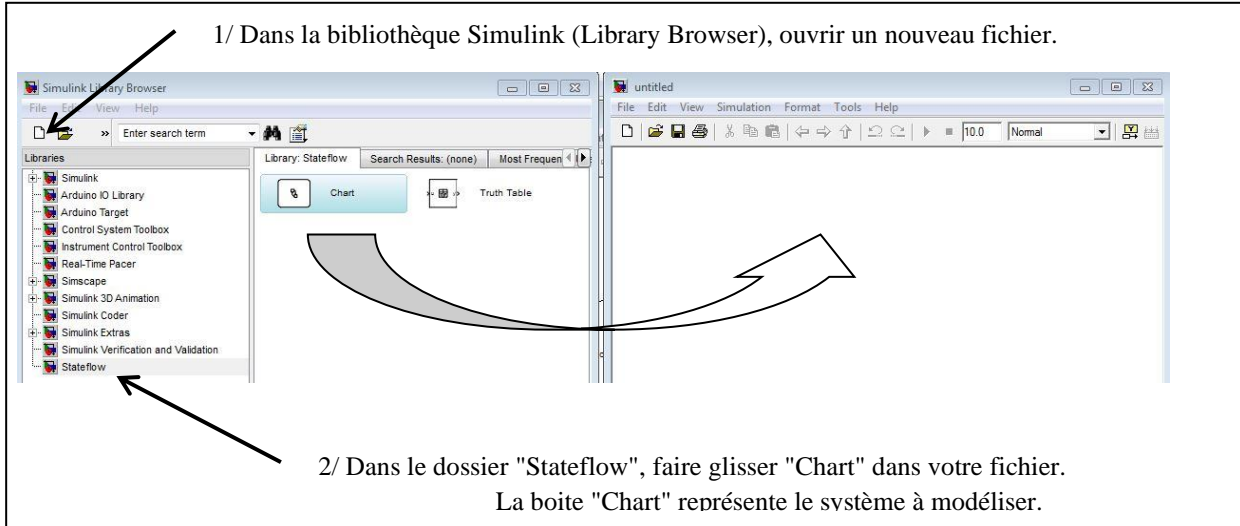 1/ Dans la bibliothèque Simulink (Library Browser), ouvrir un nouveau fichier.
Simulink Library Browser
File Edit View Help
» Enter search term
Libraries
Simulink
Arduino IO Library
Arduino Target
Control System Toolbox
Instrument Control Toolbox
Real-Time Pacer
Simscape
Simulink 3D Animation
Simulink Coder
Simulink Extras
Simulink Verification and Validation
Stateflow
Library: Stateflow Search Results: (none) Most Frequen
Chart Truth Table
untitled
File Edit View Simulation Format Tools Help
10.0 Normal
2/ Dans le dossier "Stateflow", faire glisser "Chart" dans votre fichier.
La boite "Chart" représente le système à modéliser.